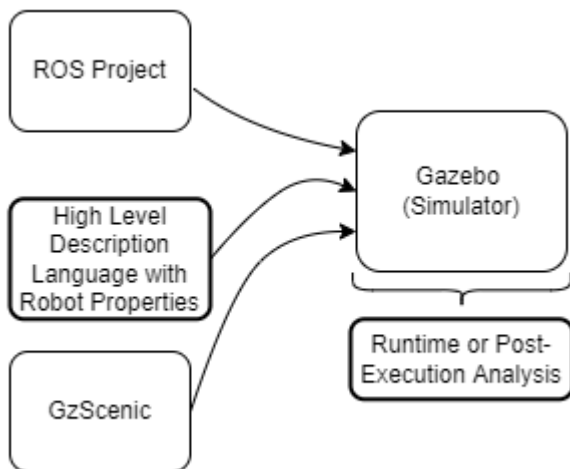 ROS Project
High Level
Description
Language with
Robot Properties
GzScenic
Gazebo
(Simulator)
Runtime or Post-
Execution Analysis